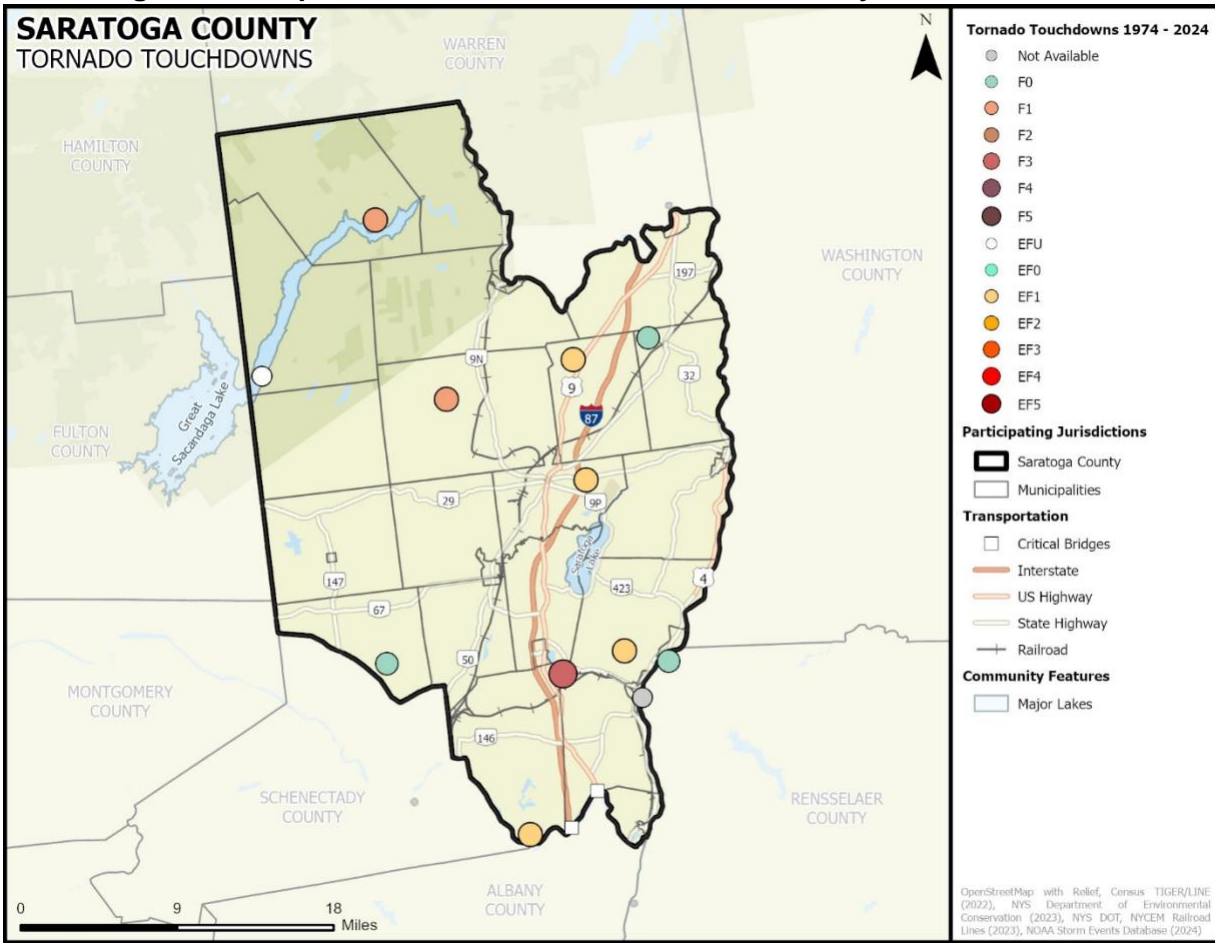 SARATOGA COUNTY
TORNADO TOUCHDOWNS
N
WARREN
COUNTY
HAMILTON
COUNTY
WASHINGTON
COUNTY
197
9N
9
32
87
Great
Sacandaga Lake
FULTON
COUNTY
29
9P
Saratoga
Lake
147
423
4
67
50
MONTGOMERY
COUNTY
146
SCHENECTADY
COUNTY
RENSSELAER
COUNTY
ALBANY
COUNTY
0 9 18
Miles
Tornado Touchdowns 1974 - 2024
Not Available
F0
F1
F2
F3
F4
F5
EFU
EF0
EF1
EF2
EF3
EF4
EF5
Participating Jurisdictions
Saratoga County
Municipalities
Transportation
Critical Bridges
Interstate
US Highway
State Highway
Railroad
Community Features
Major Lakes
OpenStreetMap with Relief, Census TIGER/LINE
(2022), NYS Department of Environmental
Conservation (2023), NYS DOT, NYCEM Railroad
Lines (2023), NOAA Storm Events Database (2024)